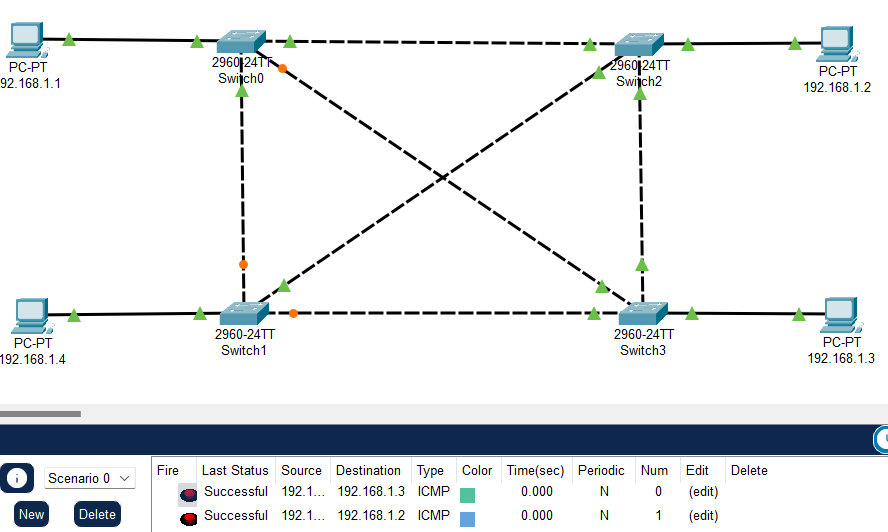 2960-24TT
Switch0
2960-24TT
Switch2
PC-PT
92.168.1.1
PC-PT
192.168.1.2
2960-24TT
Switch1
2960-24TT
Switch3
PC-PT
192.168.1.4
PC-PT
192.168.1.3
Fire Last Status Source Destination Type Color Time(sec) Periodic Num Edit Delete
i Scenario 0 Successful 192.1... 192.168.1.3 ICMP 0.000 N 0 (edit)
New Delete Successful 192.1... 192.168.1.2 ICMP 0.000 N 1 (edit)